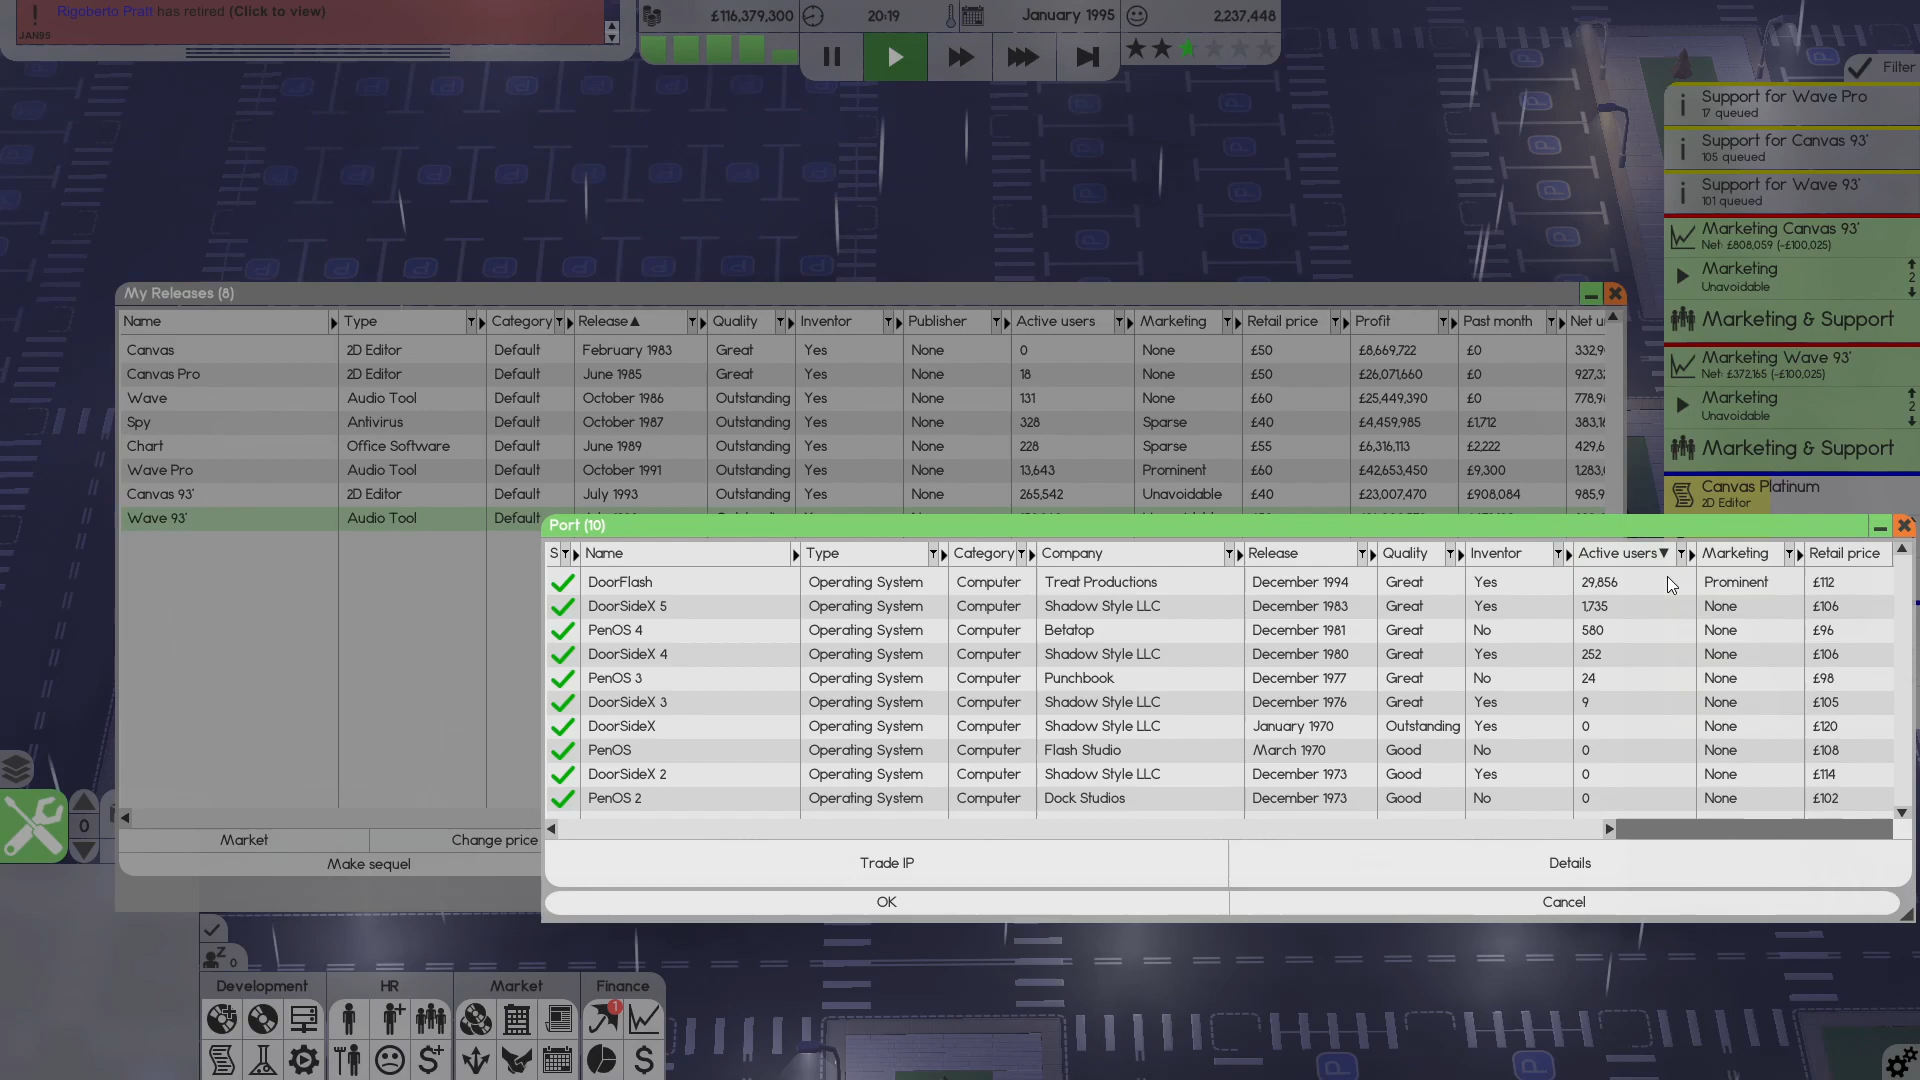 Rigoberto Pratt has retired (Click to view)
JAN95
£116,379,300
20:19
January 1995
2,237,448
Filter
Support for Wave Pro
17 queued
Support for Canvas 93'
105 queued
Support for Wave 93'
101 queued
Marketing Canvas 93'
Net: £808,059 (-£100,025)
Marketing
Unavoidable
2
Marketing & Support
Marketing Wave 93'
Net: £372,165 (-£100,025)
Marketing
Unavoidable
2
Marketing & Support
Canvas Platinum
2D Editor
My Releases (8)
Name Type Category Release Quality Inventor Publisher Active users Marketing Retail price Profit Past month Net u
Canvas 2D Editor Default February 1983 Great Yes None 0 None £50 £8,669,722 £0
Canvas Pro 2D Editor Default June 1985 Great Yes None 18 None £50 £26,071,660 £0
Wave Audio Tool Default October 1986 Outstanding Yes None 131 None £60 £25,449,390 £0
Spy Antivirus Default October 1987 Outstanding Yes None 328 Sparse £40 £4,459,985 £1,712
Chart Office Software Default June 1989 Outstanding Yes None 228 Sparse £55 £6,316,113 £2,222
Wave Pro Audio Tool Default October 1991 Outstanding Yes None 13,643 Prominent £60 £42,653,450 £9,300
Canvas 93' 2D Editor Default July 1993 Outstanding Yes None 265,542 Unavoidable £40 £23,007,470 £908,084
Wave 93' Audio Tool Default
Port (10)
S Name Type Category Company Release Quality Inventor Active users Marketing Retail price
DoorFlash Operating System Computer Treat Productions December 1994 Great Yes 29,856 Prominent £112
DoorSideX 5 Operating System Computer Shadow Style LLC December 1983 Great Yes 1,735 None £106
PenOS 4 Operating System Computer Betatop December 1981 Great No 580 None £96
DoorSideX 4 Operating System Computer Shadow Style LLC December 1980 Great Yes 252 None £106
PenOS 3 Operating System Computer Punchbook December 1977 Great No 24 None £98
DoorSideX 3 Operating System Computer Shadow Style LLC December 1976 Great Yes 9 None £105
DoorSideX Operating System Computer Shadow Style LLC January 1970 Outstanding Yes 0 None £120
PenOS Operating System Computer Flash Studio March 1970 Good No 0 None £108
DoorSideX 2 Operating System Computer Shadow Style LLC December 1973 Good Yes 0 None £114
PenOS 2 Operating System Computer Dock Studios December 1973 Good No 0 None £102
Trade IP Details
OK Cancel
0
Market Change price
Make sequel
0
Development HR Market Finance
1